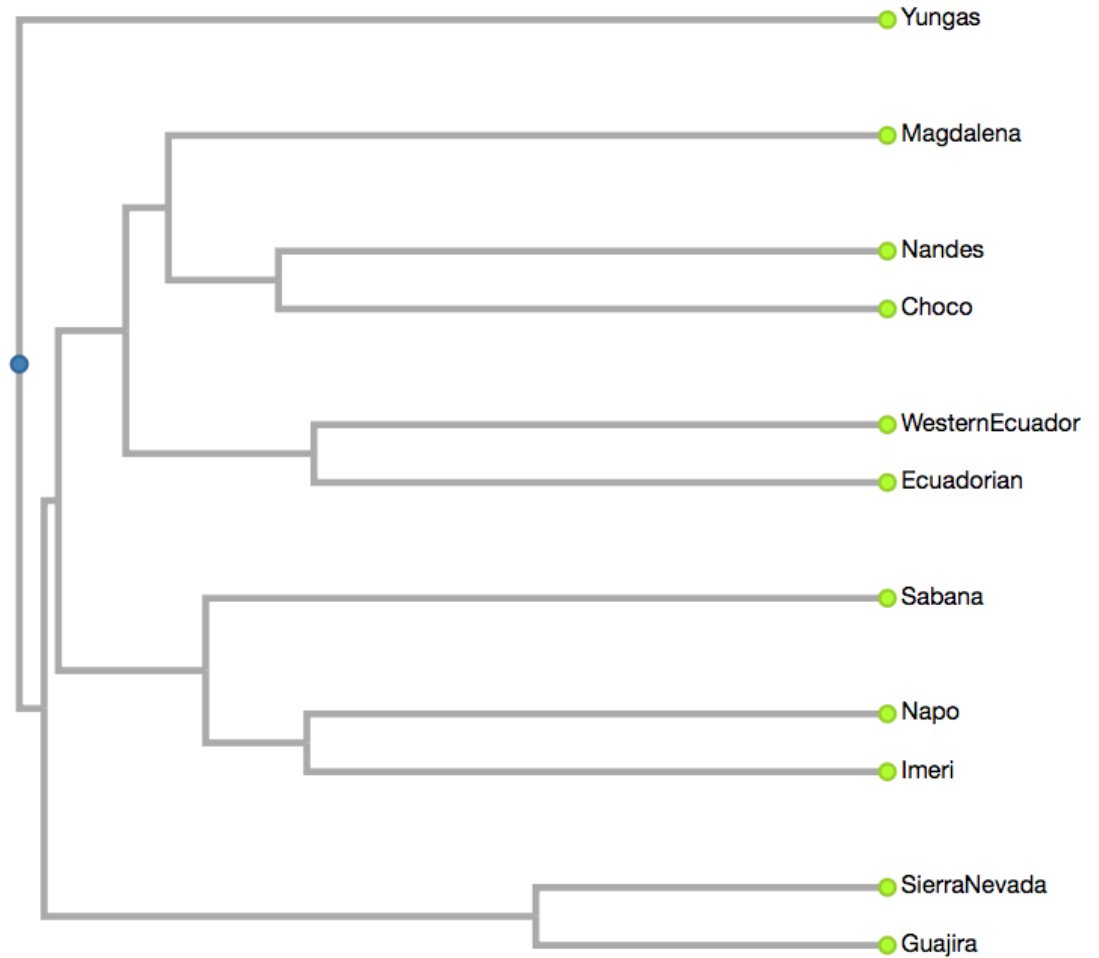 Yungas
Magdalena
Nandes
Choco
WesternEcuador
Ecuadorian
Sabana
Napo
Imeri
SierraNevada
Guajira